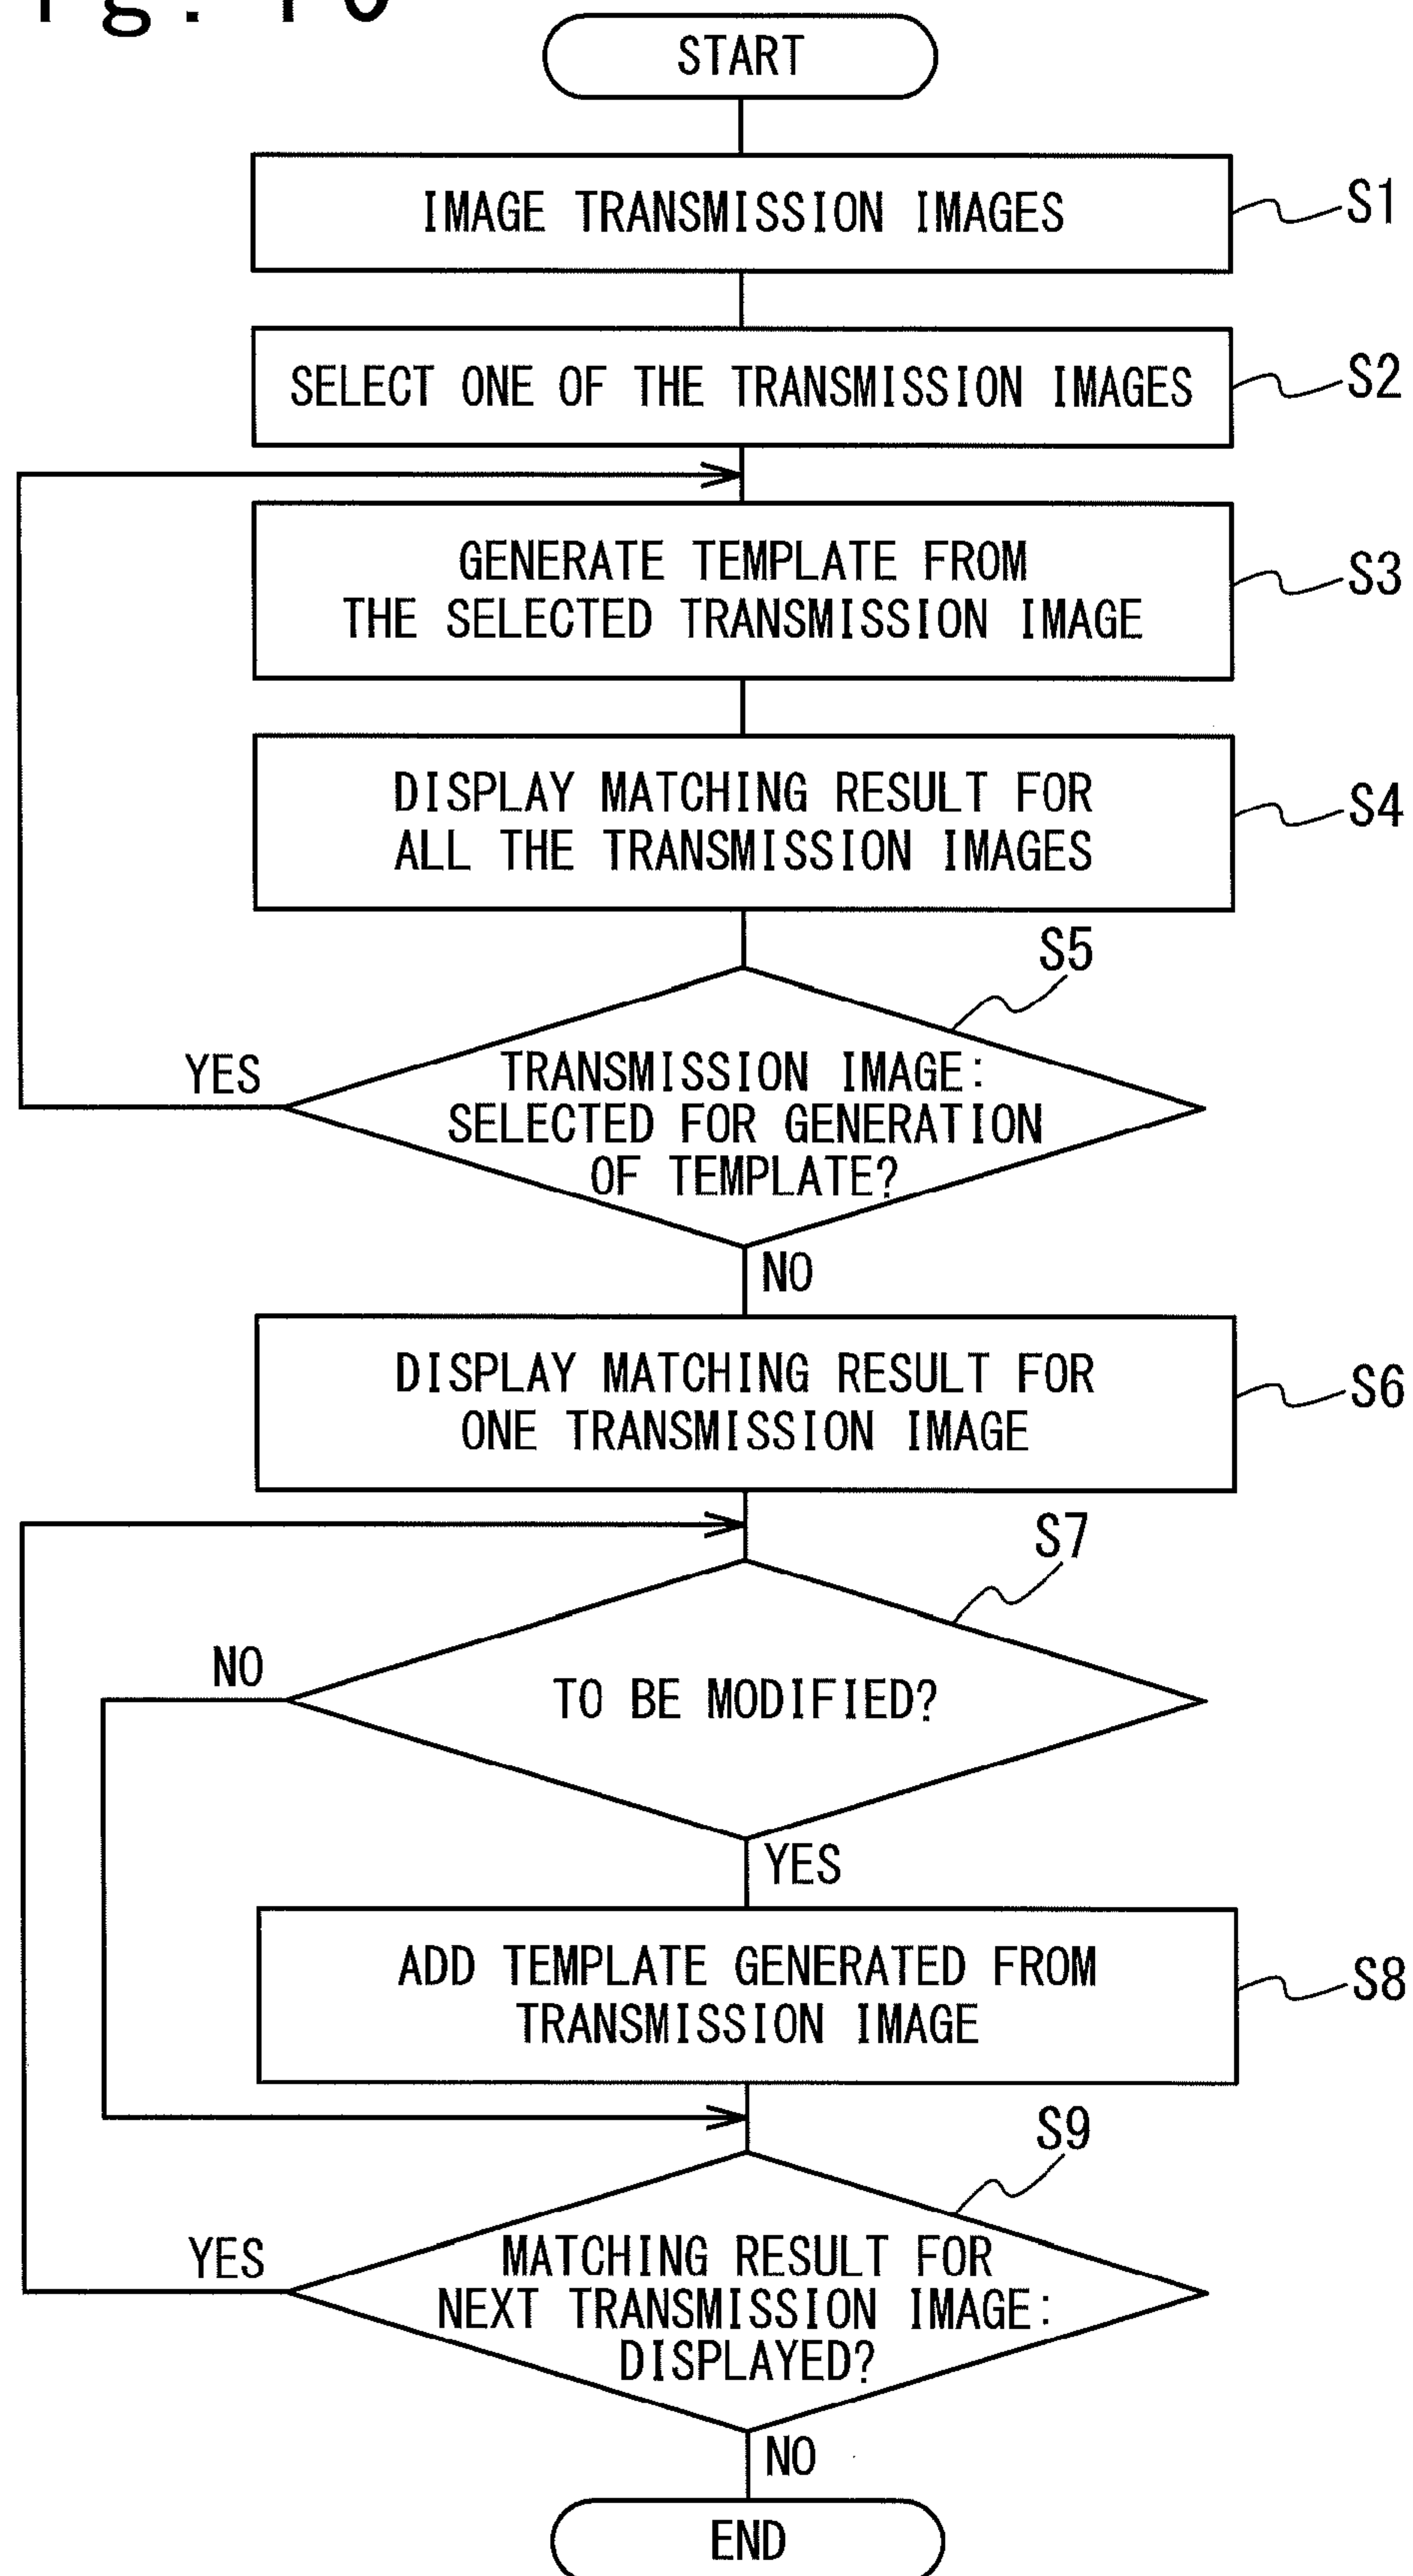 START
IMAGE TRANSMISSION IMAGES
S1
SELECT ONE OF THE TRANSMISSION IMAGES
S2
GENERATE TEMPLATE FROM
THE SELECTED TRANSMISSION IMAGE
S3
DISPLAY MATCHING RESULT FOR
ALL THE TRANSMISSION IMAGES
S4
S5
YES
TRANSMISSION IMAGE:
SELECTED FOR GENERATION
OF TEMPLATE?
NO
DISPLAY MATCHING RESULT FOR
ONE TRANSMISSION IMAGE
S6
S7
NO
TO BE MODIFIED?
YES
ADD TEMPLATE GENERATED FROM
TRANSMISSION IMAGE
S8
S9
YES
MATCHING RESULT FOR
NEXT TRANSMISSION IMAGE:
DISPLAYED?
NO
END